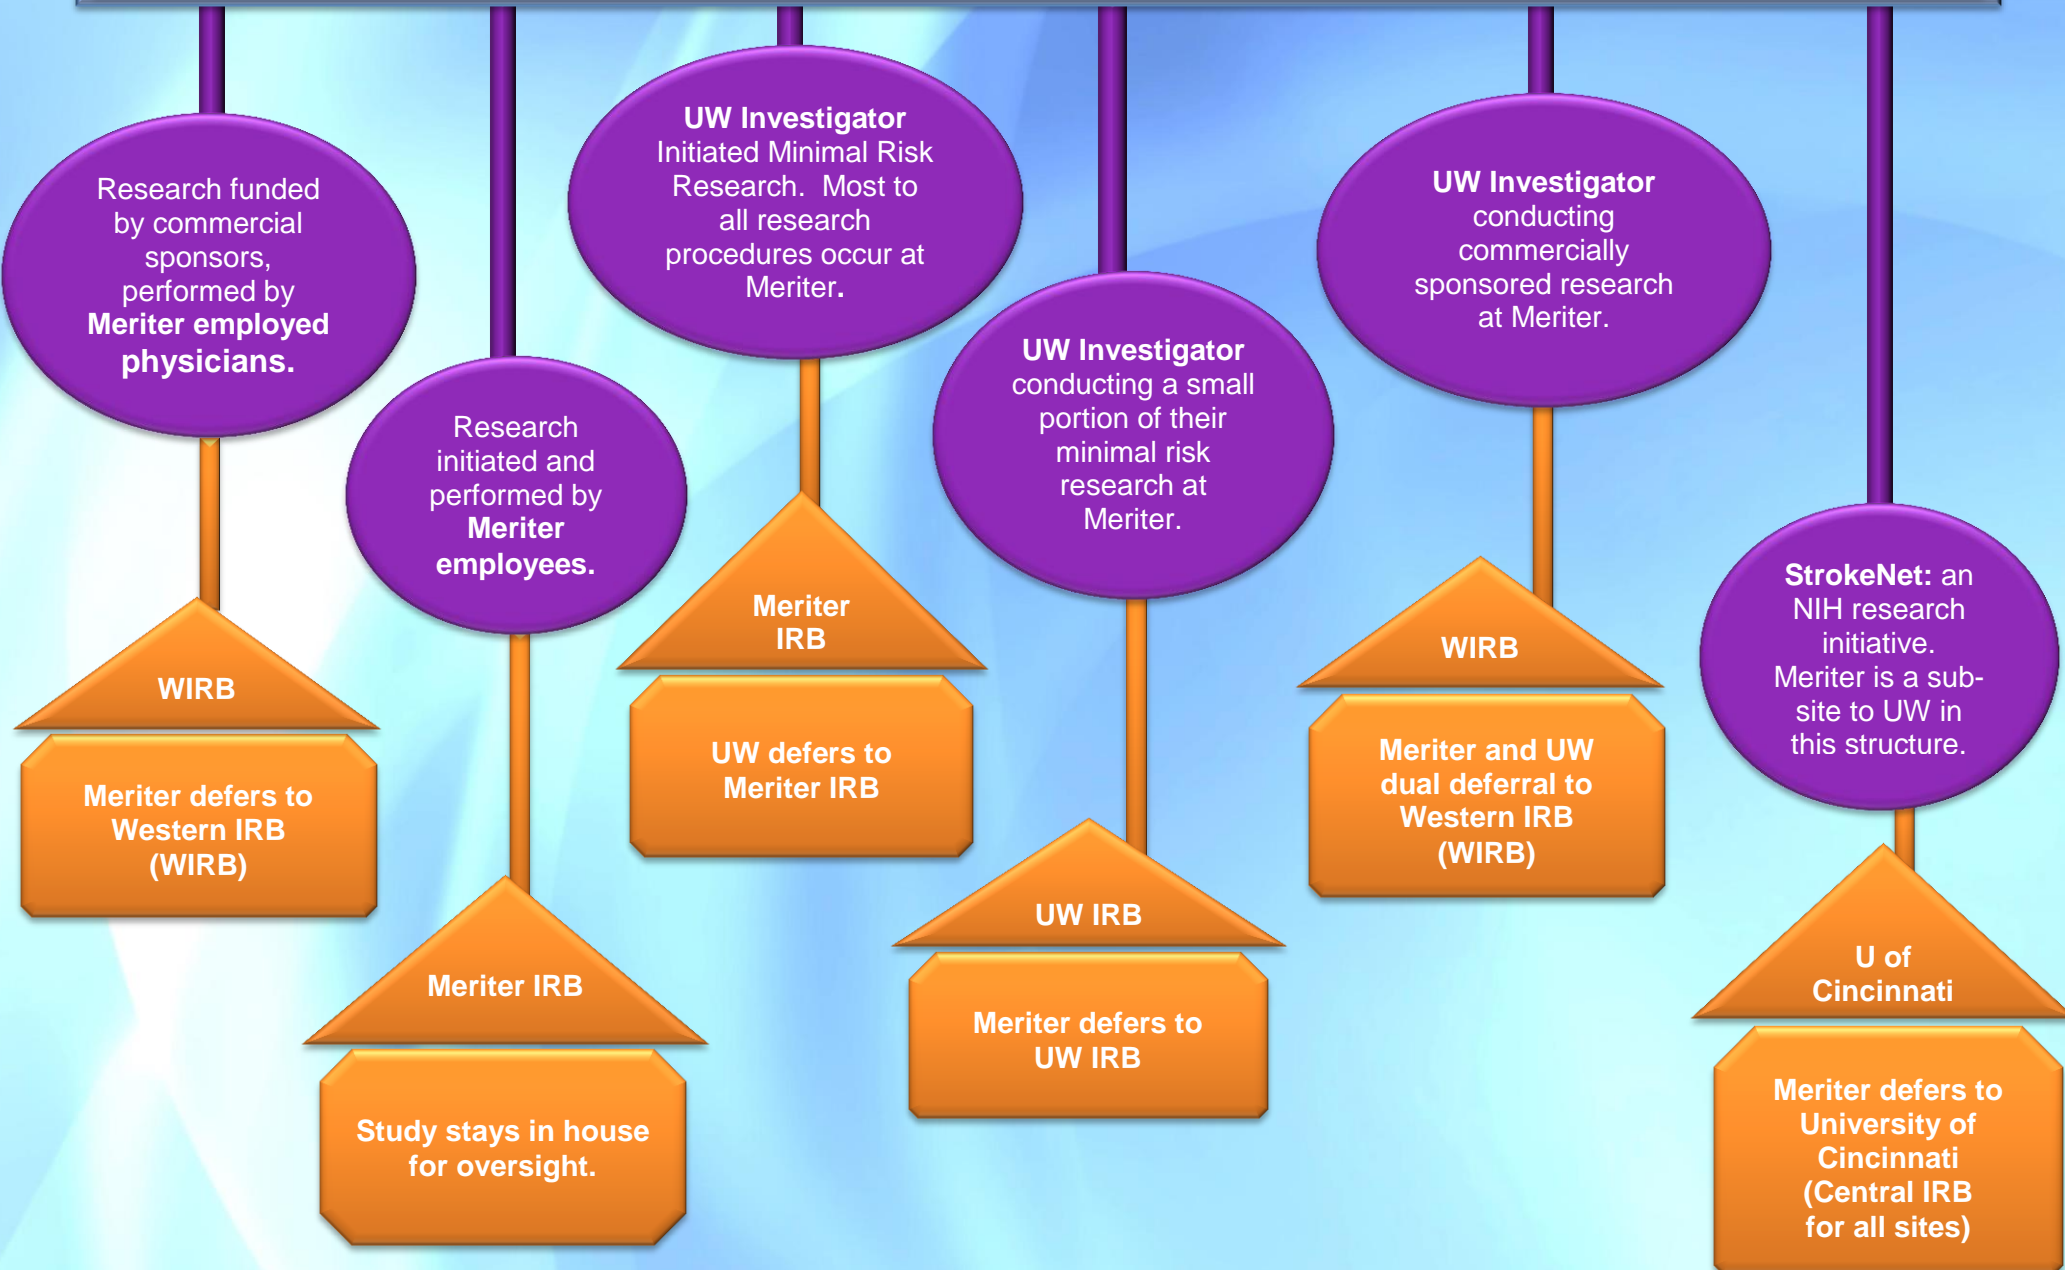 Research funded
by commercial
sponsors,
performed by
Meriter employed
physicians.
WIRB
Meriter defers to
Western IRB
(WIRB)
Research
initiated and
performed by
Meriter
employees.
Meriter IRB
Study stays in house
for oversight.
UW Investigator
Initiated Minimal Risk
Research. Most to
all research
procedures occur at
Meriter.
Meriter
IRB
UW defers to
Meriter IRB
UW Investigator
conducting a small
portion of their
minimal risk
research at
Meriter.
UW IRB
Meriter defers to
UW IRB
UW Investigator
conducting
commercially
sponsored research
at Meriter.
WIRB
Meriter and UW
dual deferral to
Western IRB
(WIRB)
StrokeNet: an
NIH research
initiative.
Meriter is a sub-
site to UW in
this structure.
U of
Cincinnati
Meriter defers to
University of
Cincinnati
(Central IRB
for all sites)